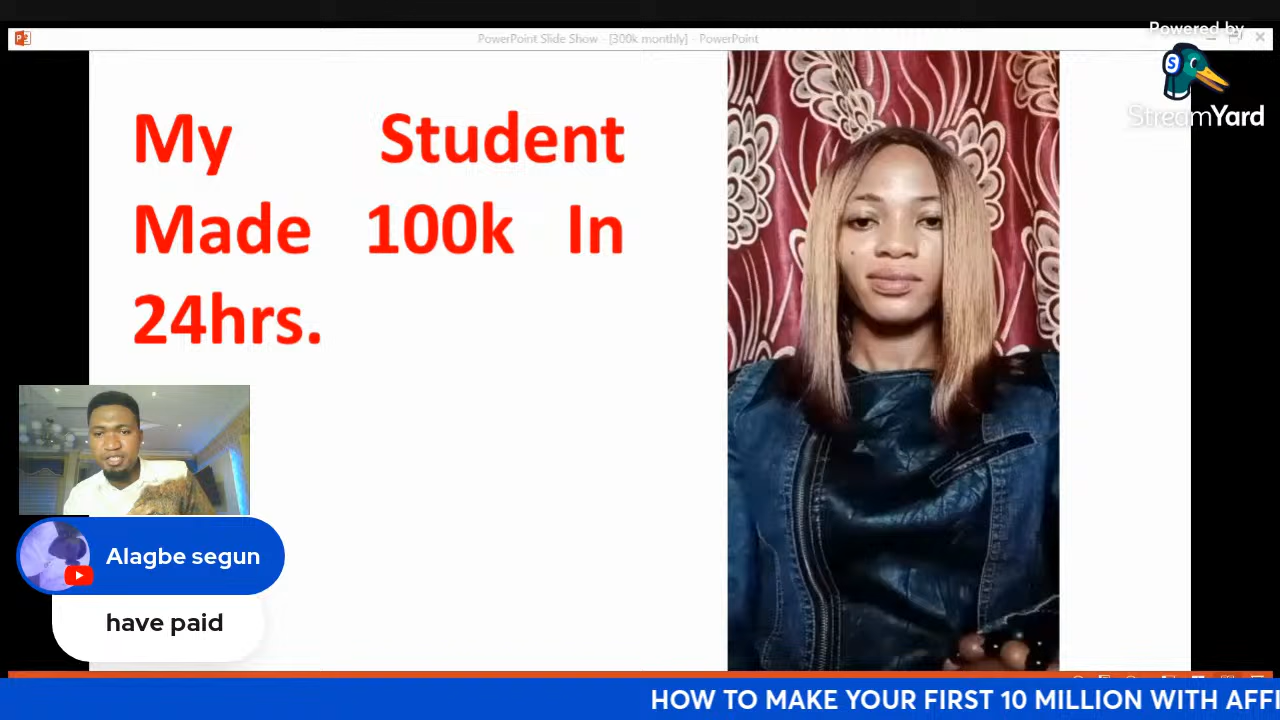 PowerPoint Slide Show - [300k monthly] - PowerPoint
Powered by
StreamYard
My Student
Made 100k In
24hrs.
Alagbe segun
have paid
HOW TO MAKE YOUR FIRST 10 MILLION WITH AFFI